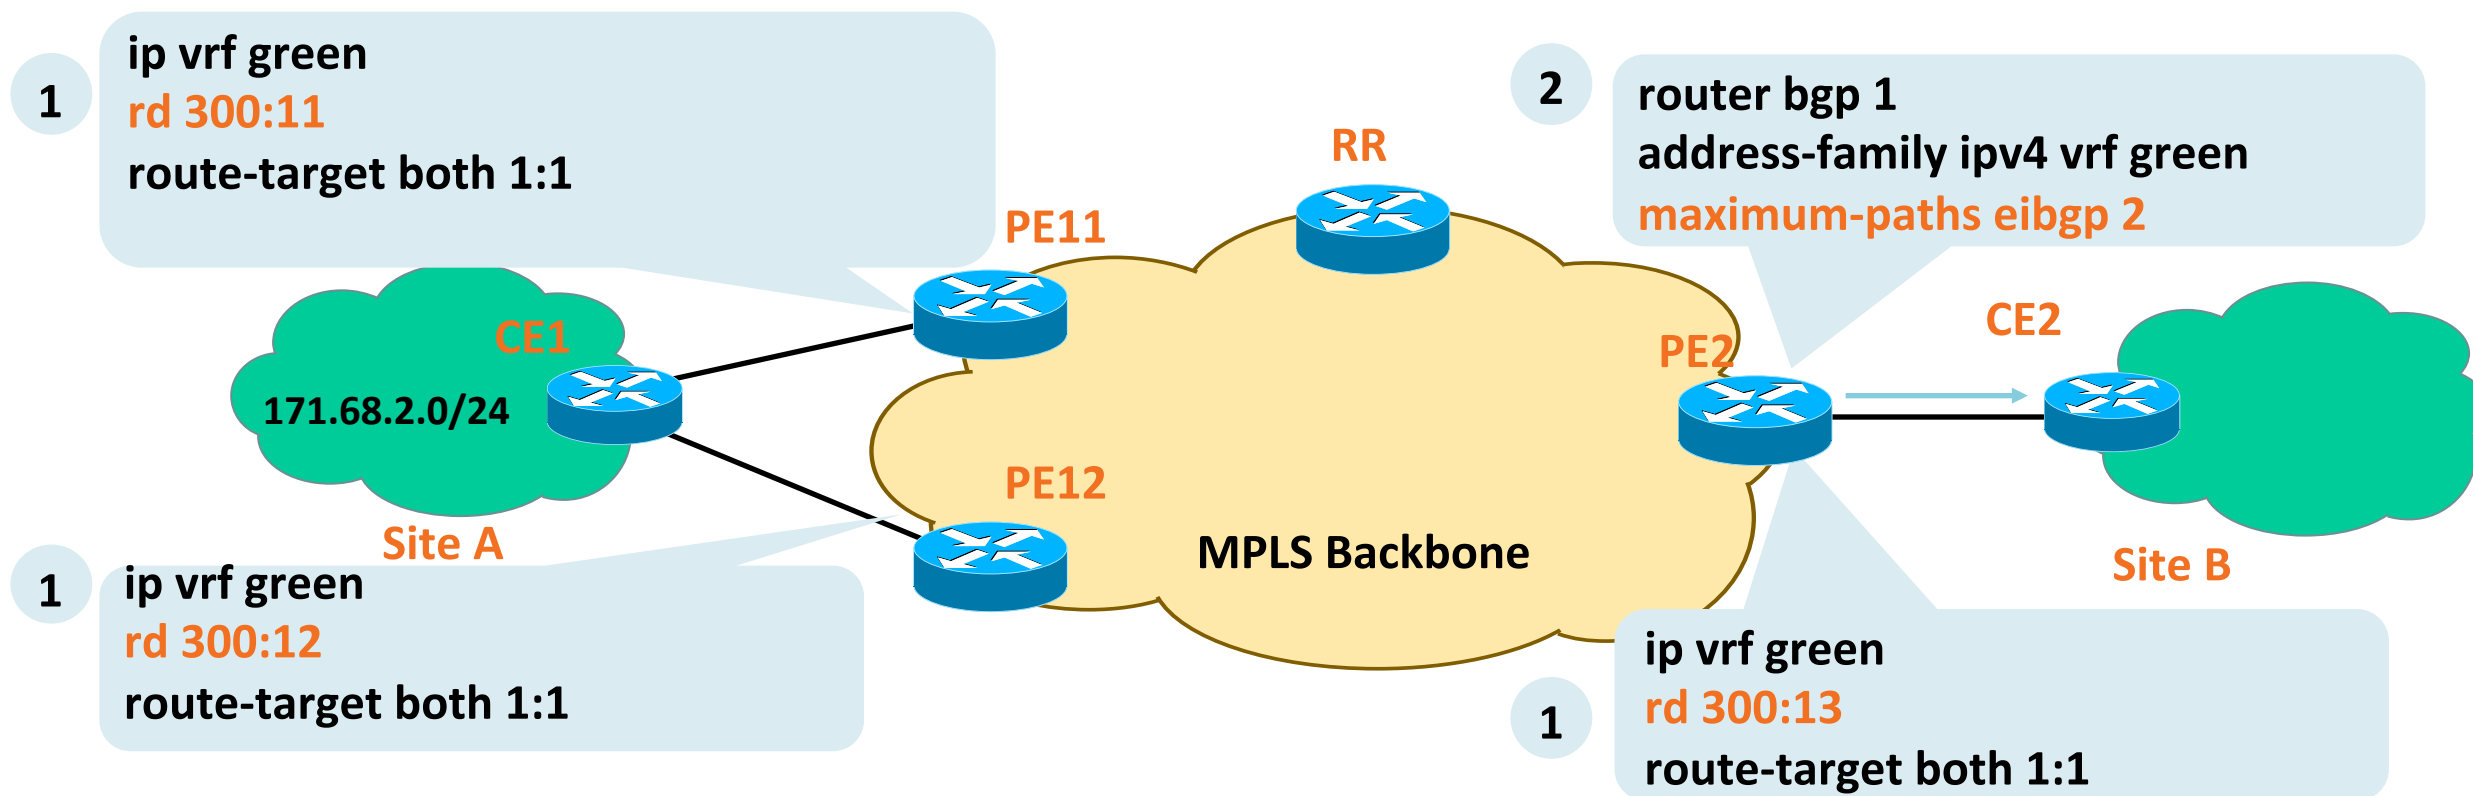 1
ip vrf green
rd 300:11
route-target both 1:1
2
router bgp 1
address-family ipv4 vrf green
maximum-paths eibgp 2
RR
PE11
CE1
171.68.2.0/24
Site A
PE12
MPLS Backbone
PE2
CE2
Site B
1
ip vrf green
rd 300:12
route-target both 1:1
1
ip vrf green
rd 300:13
route-target both 1:1